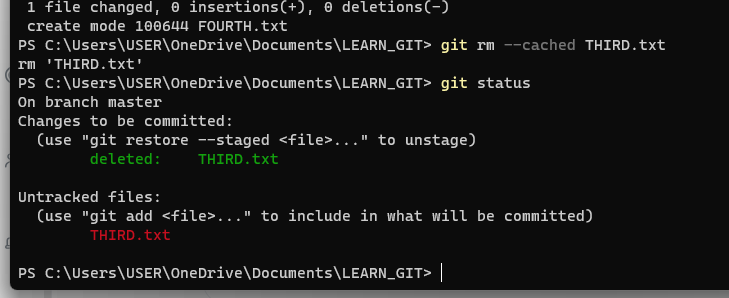 1 file changed, 0 insertions(+), 0 deletions(-)
create mode 100644 FOURTH.txt
PS C:\Users\USER\OneDrive\Documents\LEARN_GIT> git rm --cached THIRD.txt
rm 'THIRD.txt'
PS C:\Users\USER\OneDrive\Documents\LEARN_GIT> git status
On branch master
Changes to be committed:
  (use "git restore --staged <file>..." to unstage)
        deleted:    THIRD.txt

Untracked files:
  (use "git add <file>..." to include in what will be committed)
        THIRD.txt

PS C:\Users\USER\OneDrive\Documents\LEARN_GIT>